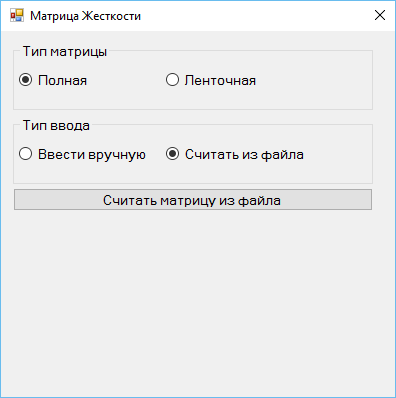 Матрица Жесткости
Тип матрицы
Полная Ленточная
Тип ввода
Ввести вручную Считать из файла
Считать матрицу из файла